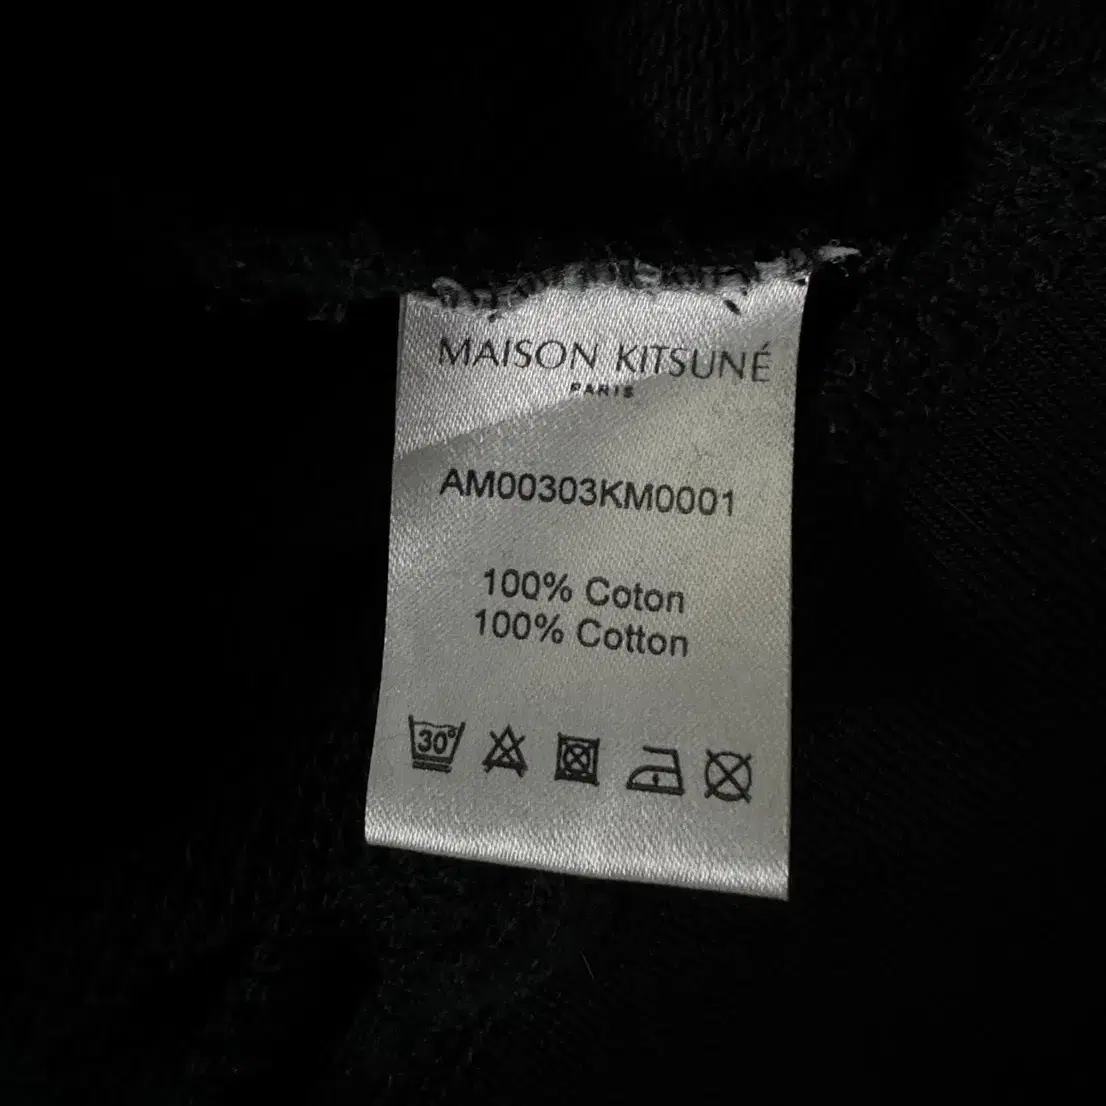 MAISON KITSUNÉ
PARIS
AM00303KM0001
100% Coton
100% Cotton
30°